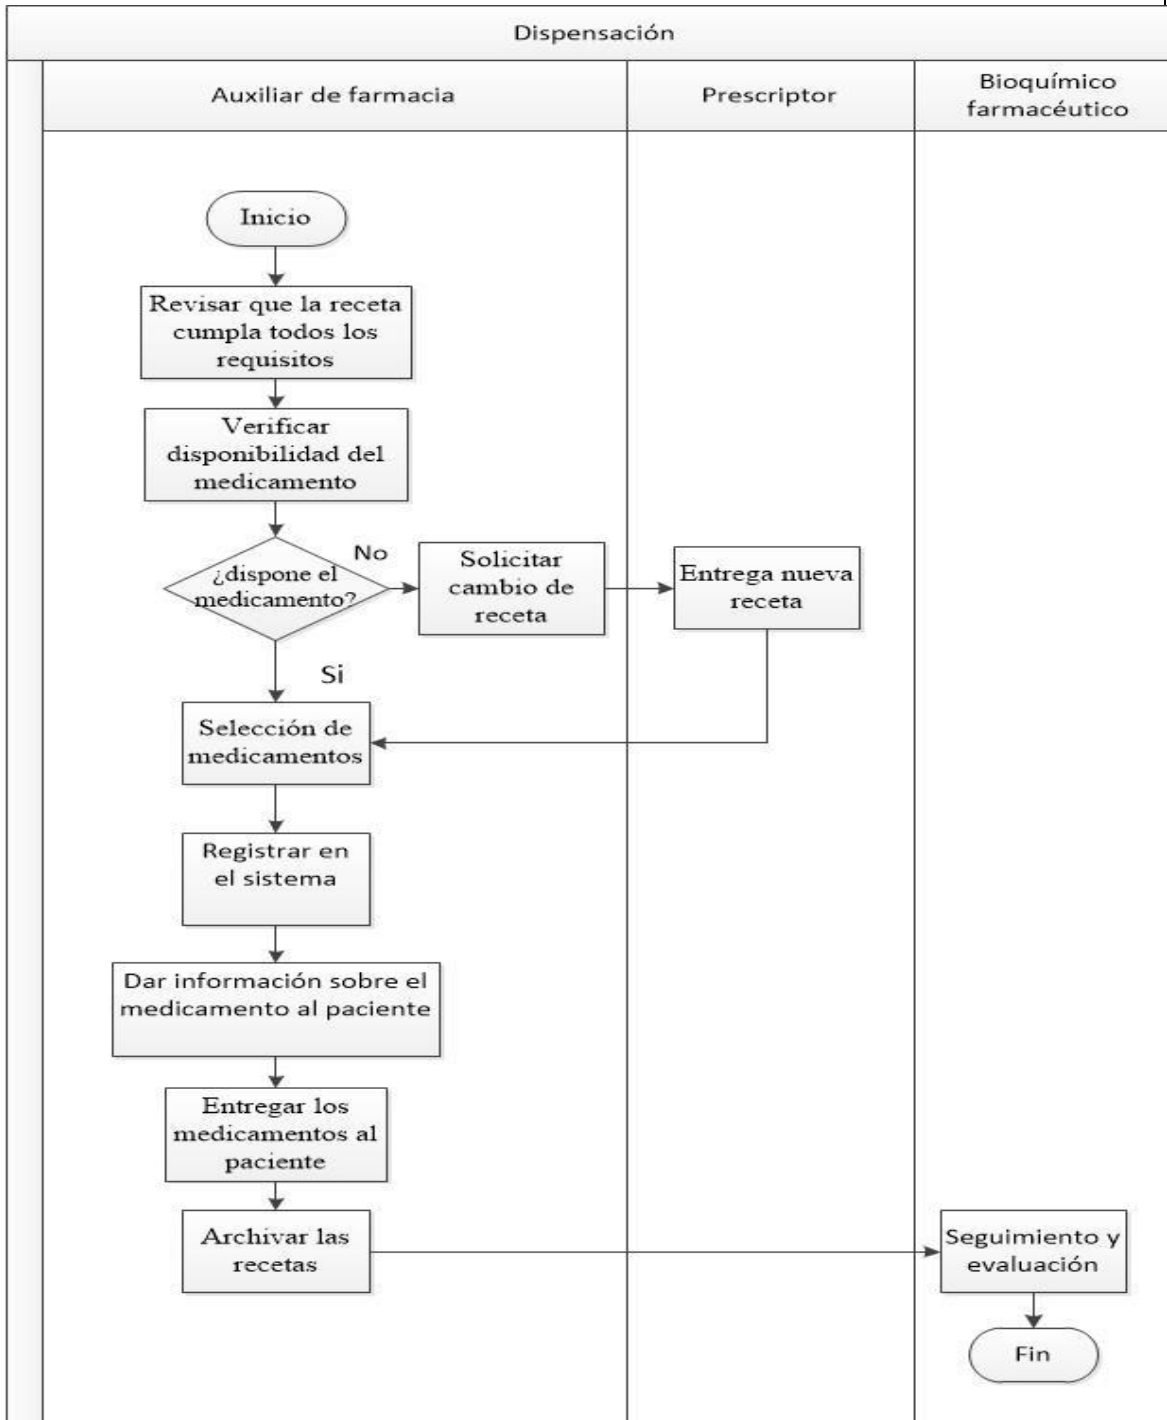 Dispensación
Auxiliar de farmacia
Prescriptor
Bioquímico
farmacéutico
Inicio
Revisar que la receta
cumpla todos los
requisitos
Verificar
disponibilidad del
medicamento
¿dispone el
medicamento?
No
Solicitar
cambio de
receta
Entrega nueva
receta
Si
Selección de
medicamentos
Registrar en
el sistema
Dar información sobre el
medicamento al paciente
Entregar los
medicamentos al
paciente
Archivar las
recetas
Seguimiento y
evaluación
Fin